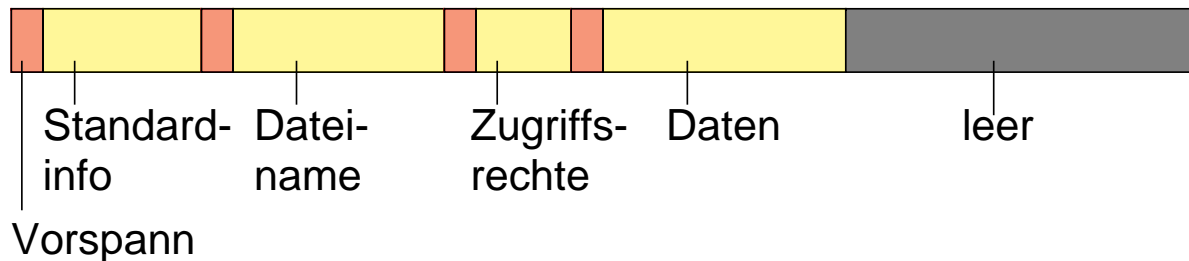 Standard- Datei- Zugriffs- Daten leer
info name rechte
Vorspann